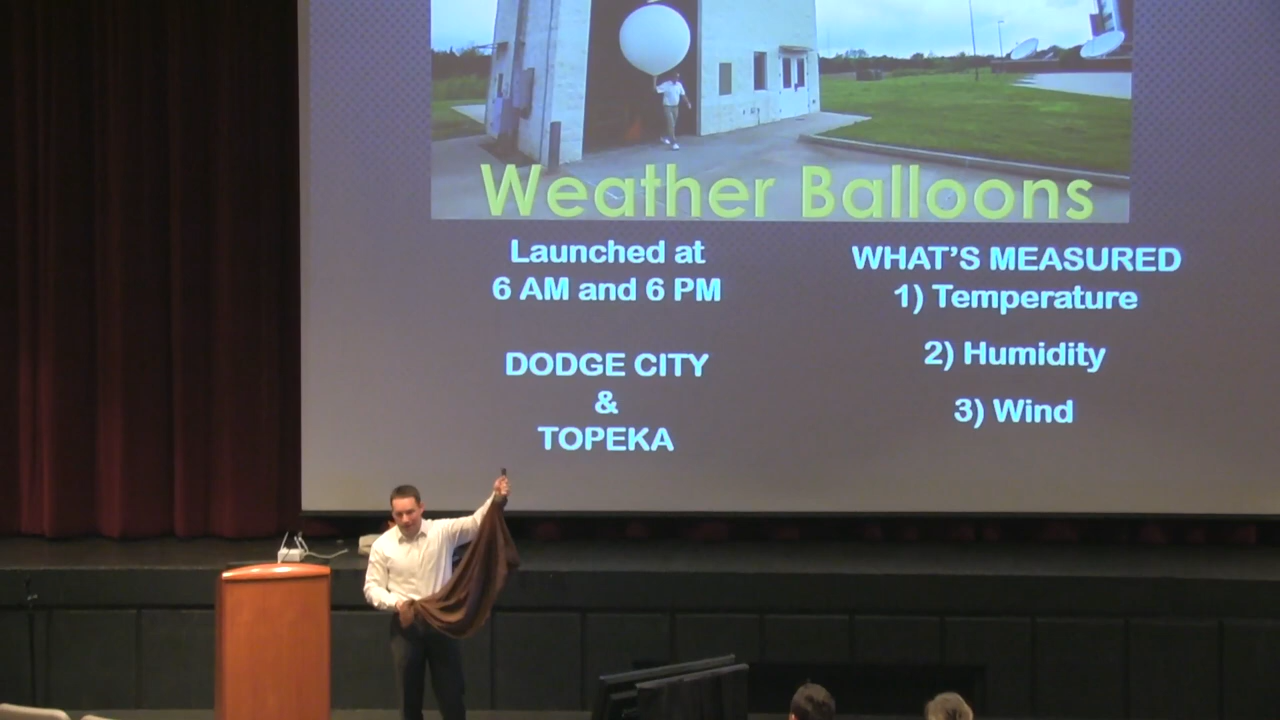 Weather Balloons
Launched at
6 AM and 6 PM
DODGE CITY
&
TOPEKA
WHAT'S MEASURED
1) Temperature
2) Humidity
3) Wind